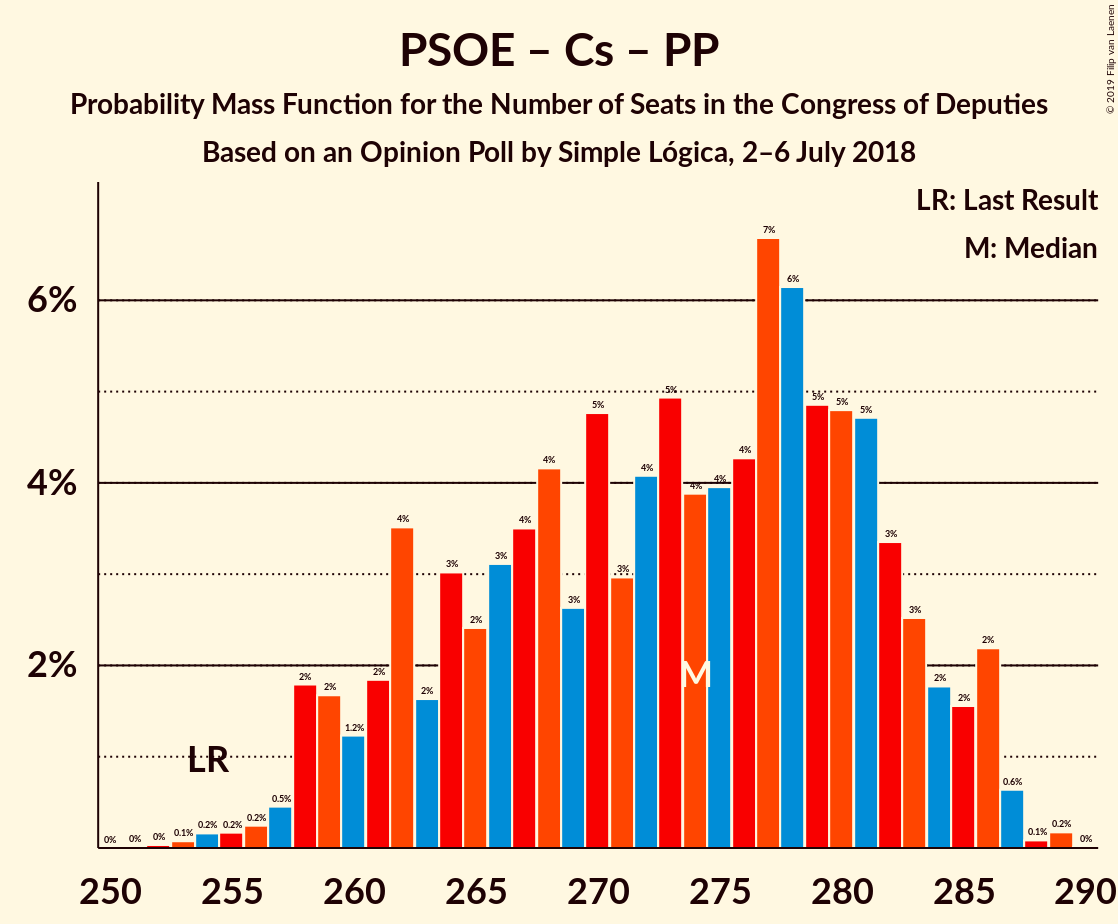 PSOE – Cs – PP
Probability Mass Function for the Number of Seats in the Congress of Deputies
Based on an Opinion Poll by Simple Lógica, 2–6 July 2018
© 2019 Filip van Laenen
LR: Last Result
M: Median
6%
4%
2%
0% 0% 0% 0.1% 0.2% 0.2% 0.2% 0.5% 2% 2% 1.2% 2% 4% 2% 3% 2% 3% 4% 4% 3% 5% 3% 4% 5% 4% 4% 4% 7% 6% 5% 5% 5% 3% 3% 2% 2% 2% 0.6% 0.1% 0.2% 0%
LR
M
250 255 260 265 270 275 280 285 290